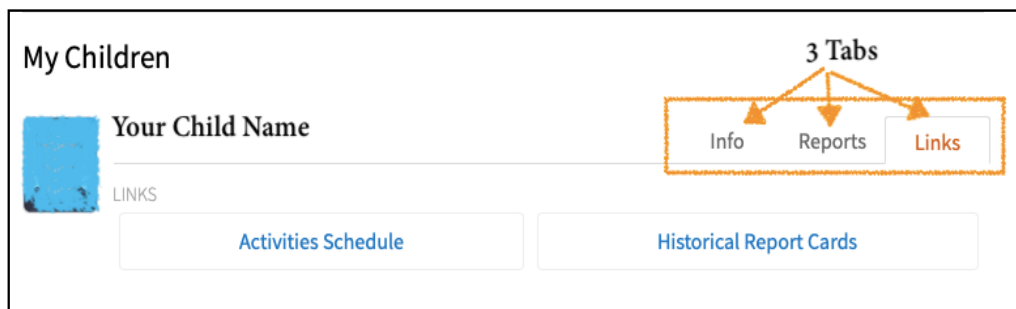 My Children
3 Tabs
Your Child Name
Info Reports Links
LINKS
Activities Schedule Historical Report Cards